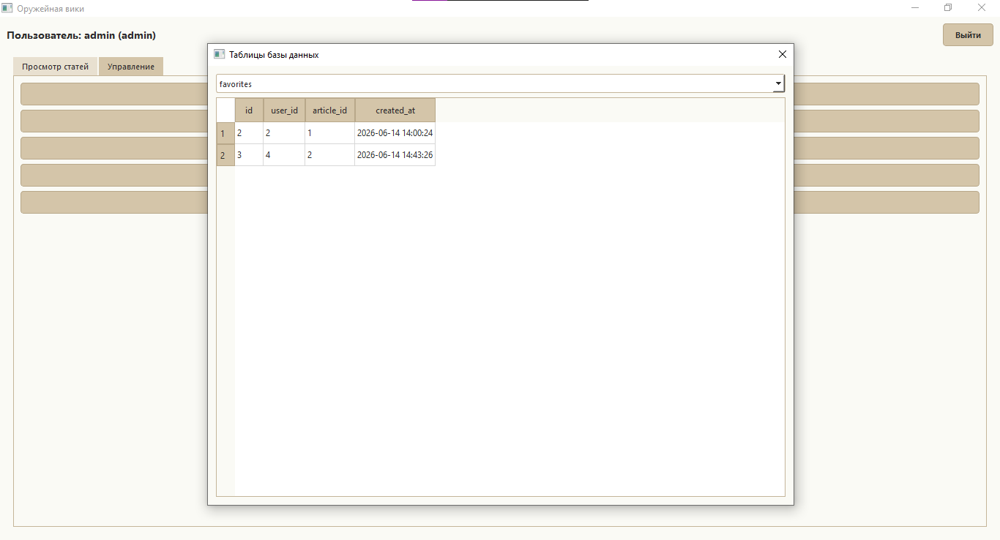 Оружейная вики
Пользователь: admin (admin)
Выйти
Просмотр статей
Управление
Таблицы базы данных
favorites
id user_id article_id created_at
1 2 2 1 2026-06-14 14:00:24
2 3 4 2 2026-06-14 14:43:26